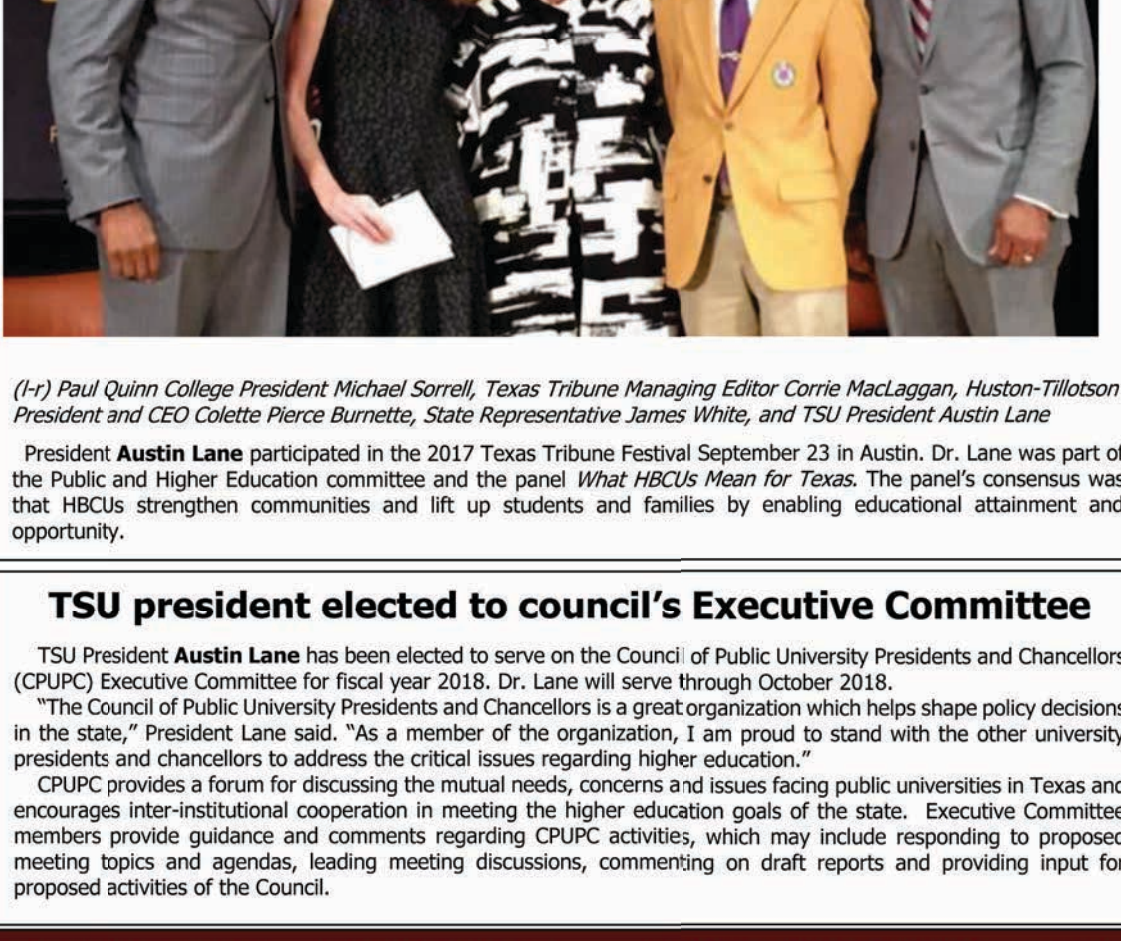 (l-r) Paul Quinn College President Michael Sorrell, Texas Tribune Managing Editor Corrie MacLaggan, Huston-Tillotson
President and CEO Colette Pierce Burnette, State Representative James White, and TSU President Austin Lane
President Austin Lane participated in the 2017 Texas Tribune Festival September 23 in Austin. Dr. Lane was part of
the Public and Higher Education committee and the panel What HBCUs Mean for Texas. The panel's consensus was
that HBCUs strengthen communities and lift up students and families by enabling educational attainment and
opportunity.
TSU president elected to council's Executive Committee
TSU President Austin Lane has been elected to serve on the Council of Public University Presidents and Chancellors
(CPUPC) Executive Committee for fiscal year 2018. Dr. Lane will serve through October 2018.
"The Council of Public University Presidents and Chancellors is a great organization which helps shape policy decisions
in the state," President Lane said. "As a member of the organization, I am proud to stand with the other university
presidents and chancellors to address the critical issues regarding higher education."
CPUPC provides a forum for discussing the mutual needs, concerns and issues facing public universities in Texas and
encourages inter-institutional cooperation in meeting the higher education goals of the state. Executive Committee
members provide guidance and comments regarding CPUPC activities, which may include responding to proposed
meeting topics and agendas, leading meeting discussions, commenting on draft reports and providing input for
proposed activities of the Council.